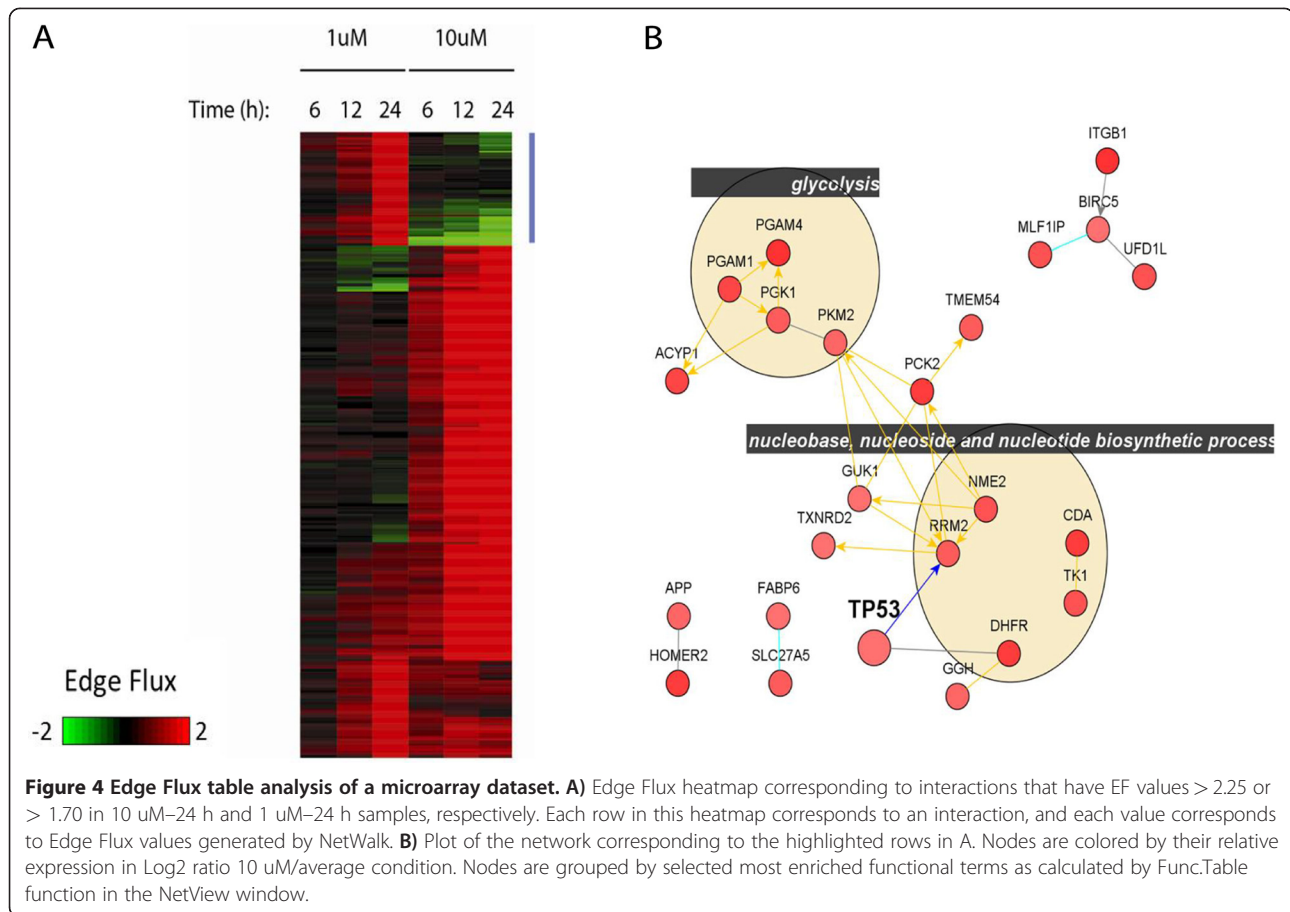 A
1uM 10uM
Time (h): 6 12 24 6 12 24
Edge Flux
-2 2
B
ITGB1
glycolysis
BIRC5
MLF1IP
UFD1L
PGAM4
PGAM1
PGK1
PKM2
TMEM54
ACYP1
PCK2
nucleobase, nucleoside and nucleotide biosynthetic process
GUK1
NME2
TXNRD2
RRM2
CDA
TK1
APP
FABP6
TP53
DHFR
HOMER2
SLC27A5
GGH
Figure 4 Edge Flux table analysis of a microarray dataset. A) Edge Flux heatmap corresponding to interactions that have EF values > 2.25 or
> 1.70 in 10 uM–24 h and 1 uM–24 h samples, respectively. Each row in this heatmap corresponds to an interaction, and each value corresponds
to Edge Flux values generated by NetWalk. B) Plot of the network corresponding to the highlighted rows in A. Nodes are colored by their relative
expression in Log2 ratio 10 uM/average condition. Nodes are grouped by selected most enriched functional terms as calculated by Func.Table
function in the NetView window.